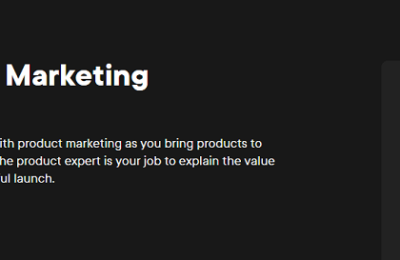 Marketing
ith product marketing as you bring products to
he product expert is your job to explain the value
ul launch.